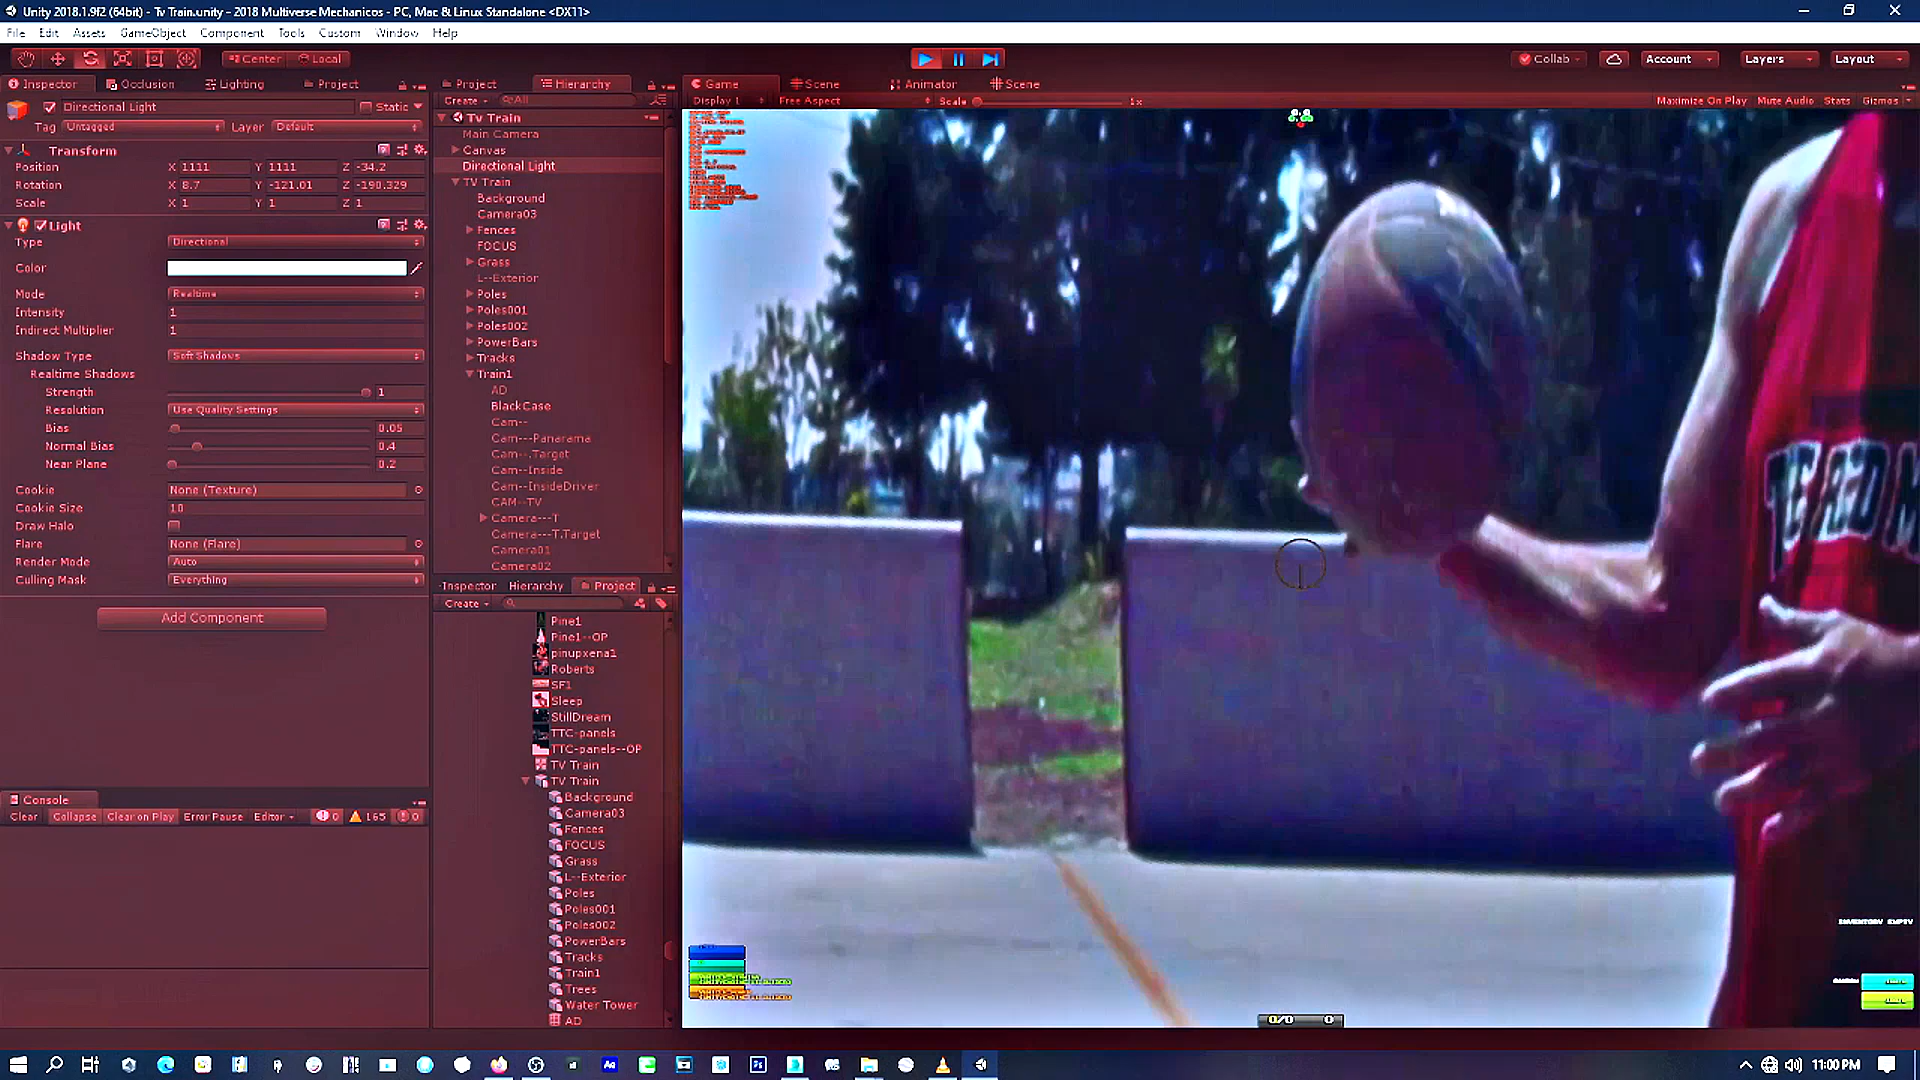 Unity 2018.1.9f2 (64bit) - Tv Train.unity - 2018 Multiverse Mechanicos - PC, Mac & Linux Standalone <DX11>
File Edit Assets GameObject Component Tools Custom Window Help
Center Local Collab Account Layers Layout
Inspector Occlusion Lighting Project
Directional Light Static
Tag Untagged Layer Default
Transform
Position X 1111 Y 1111 Z -34.2
Rotation X 8.7 Y -121.01 Z -190.329
Scale X 1 Y 1 Z 1
Light
Type Directional
Color
Mode Realtime
Intensity 1
Indirect Multiplier 1
Shadow Type Soft Shadows
Realtime Shadows
Strength 1
Resolution Use Quality Settings
Bias 0.05
Normal Bias 0.4
Near Plane 0.2
Cookie None (Texture)
Cookie Size 10
Draw Halo
Flare None (Flare)
Render Mode Auto
Culling Mask Everything
Add Component
Console
Clear Collapse Clear on Play Error Pause Editor 0 165 0
Project Hierarchy
Create All
Tv Train
Main Camera
Canvas
Directional Light
TV Train
Background
Camera03
Fences
FOCUS
Grass
L--Exterior
Poles
Poles001
Poles002
PowerBars
Tracks
Train1
AD
BlackCase
Cam--
Cam---Panarama
Cam--.Target
Cam--Inside
Cam--InsideDriver
CAM--TV
Camera---T
Camera---T.Target
Camera01
Camera02
Inspector Hierarchy Project
Create
Pine1
Pine1--OP
pinupxena1
Roberts
SF1
Sleep
StillDream
TTC-panels
TTC-panels--OP
TV Train
TV Train
Background
Camera03
Fences
FOCUS
Grass
L--Exterior
Poles
Poles001
Poles002
PowerBars
Tracks
Train1
Trees
Water Tower
AD
Game Scene Animator Scene
Display 1 Free Aspect Scale 1x Maximize On Play Mute Audio Stats Gizmos
THE RED M
INVENTORY EMPTY
0/0 0
11:00 PM